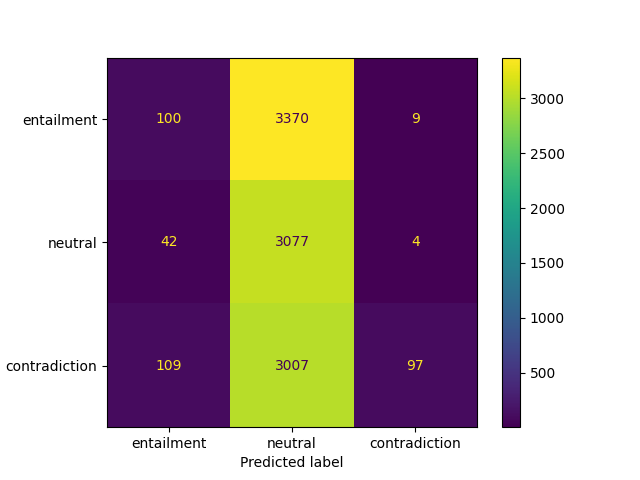 entailment 100 3370 9
neutral 42 3077 4
contradiction 109 3007 97
entailment neutral contradiction
Predicted label
3000
2500
2000
1500
1000
500